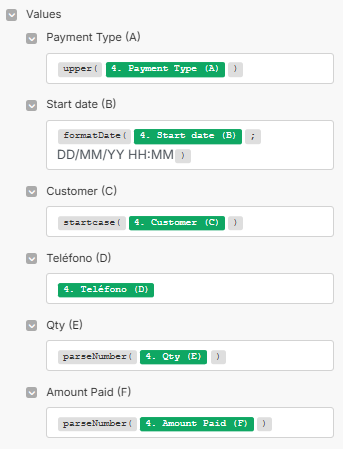 Values
Payment Type (A)
upper( 4. Payment Type (A) )
Start date (B)
formatDate( 4. Start date (B) ;
DD/MM/YY HH:MM )
Customer (C)
startcase( 4. Customer (C) )
Teléfono (D)
4. Teléfono (D)
Qty (E)
parseNumber( 4. Qty (E) )
Amount Paid (F)
parseNumber( 4. Amount Paid (F) )